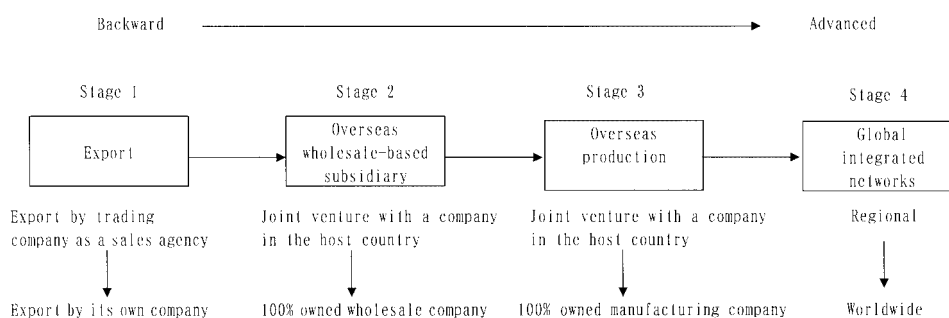 Backward
Advanced
Stage 1
Stage 2
Stage 3
Stage 4
Export
Overseas
wholesale-based
subsidiary
Overseas
production
Global
integrated
networks
Export by trading
company as a sales agency
Joint venture with a company
in the host country
Joint venture with a company
in the host country
Regional
Export by its own company
100% owned wholesale company
100% owned manufacturing company
Worldwide